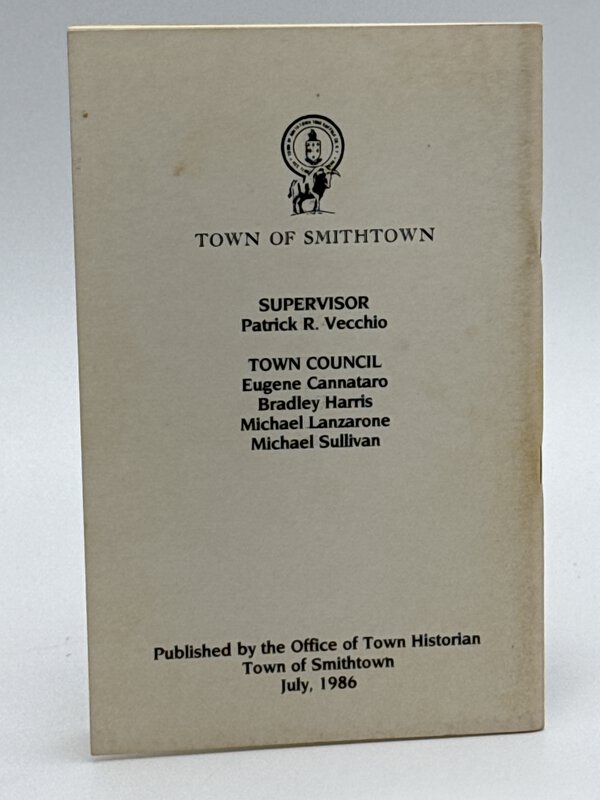 TOWN OF SMITHTOWN
SUPERVISOR
Patrick R. Vecchio
TOWN COUNCIL
Eugene Cannataro
Bradley Harris
Michael Lanzarone
Michael Sullivan
Published by the Office of Town Historian
Town of Smithtown
July, 1986